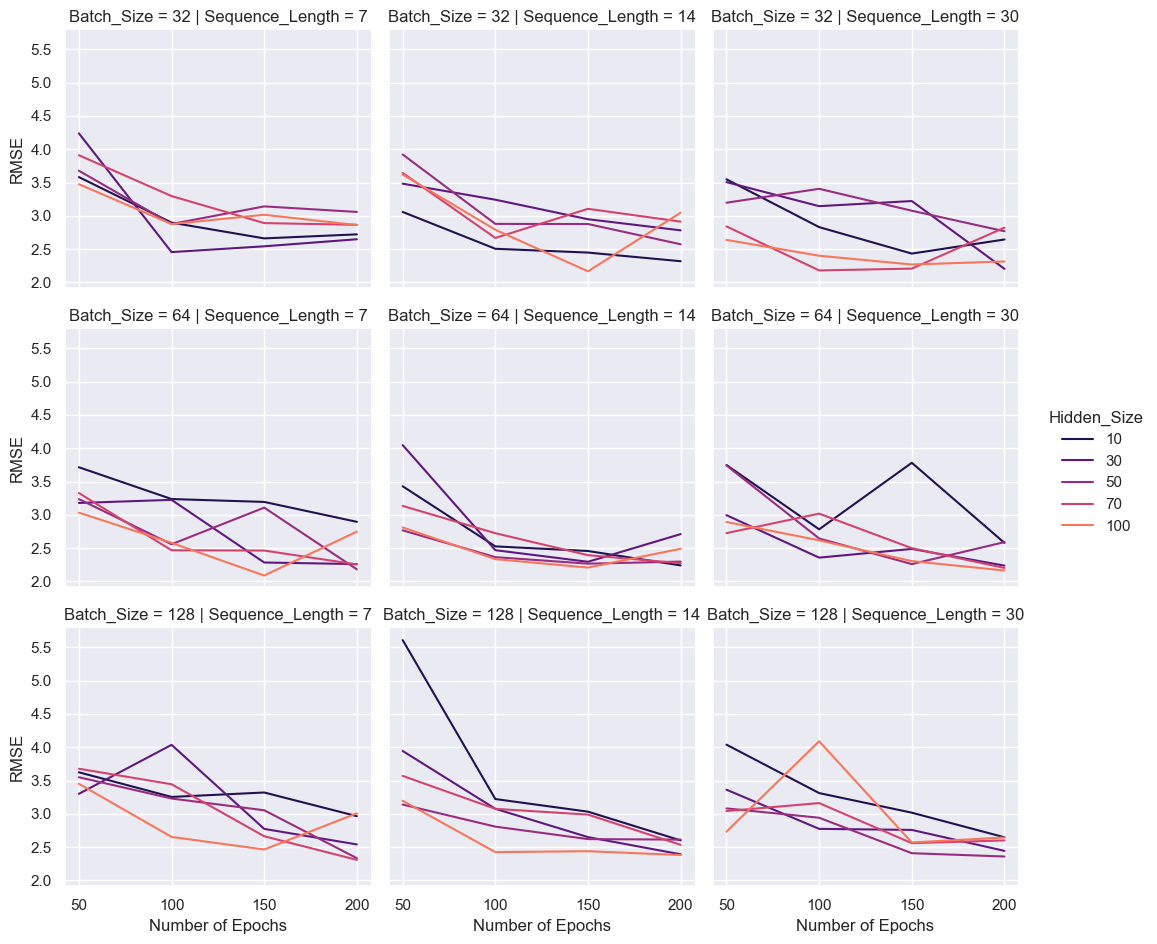 Batch_Size = 32 | Sequence_Length = 7
Batch_Size = 32 | Sequence_Length = 14
Batch_Size = 32 | Sequence_Length = 30
5.5
5.0
4.5
4.0
3.5
3.0
2.5
2.0
RMSE
Batch_Size = 64 | Sequence_Length = 7
Batch_Size = 64 | Sequence_Length = 14
Batch_Size = 64 | Sequence_Length = 30
5.5
5.0
4.5
4.0
3.5
3.0
2.5
2.0
RMSE
Hidden_Size
10
30
50
70
100
Batch_Size = 128 | Sequence_Length = 7
Batch_Size = 128 | Sequence_Length = 14
Batch_Size = 128 | Sequence_Length = 30
5.5
5.0
4.5
4.0
3.5
3.0
2.5
2.0
RMSE
50 100 150 200
50 100 150 200
50 100 150 200
Number of Epochs
Number of Epochs
Number of Epochs